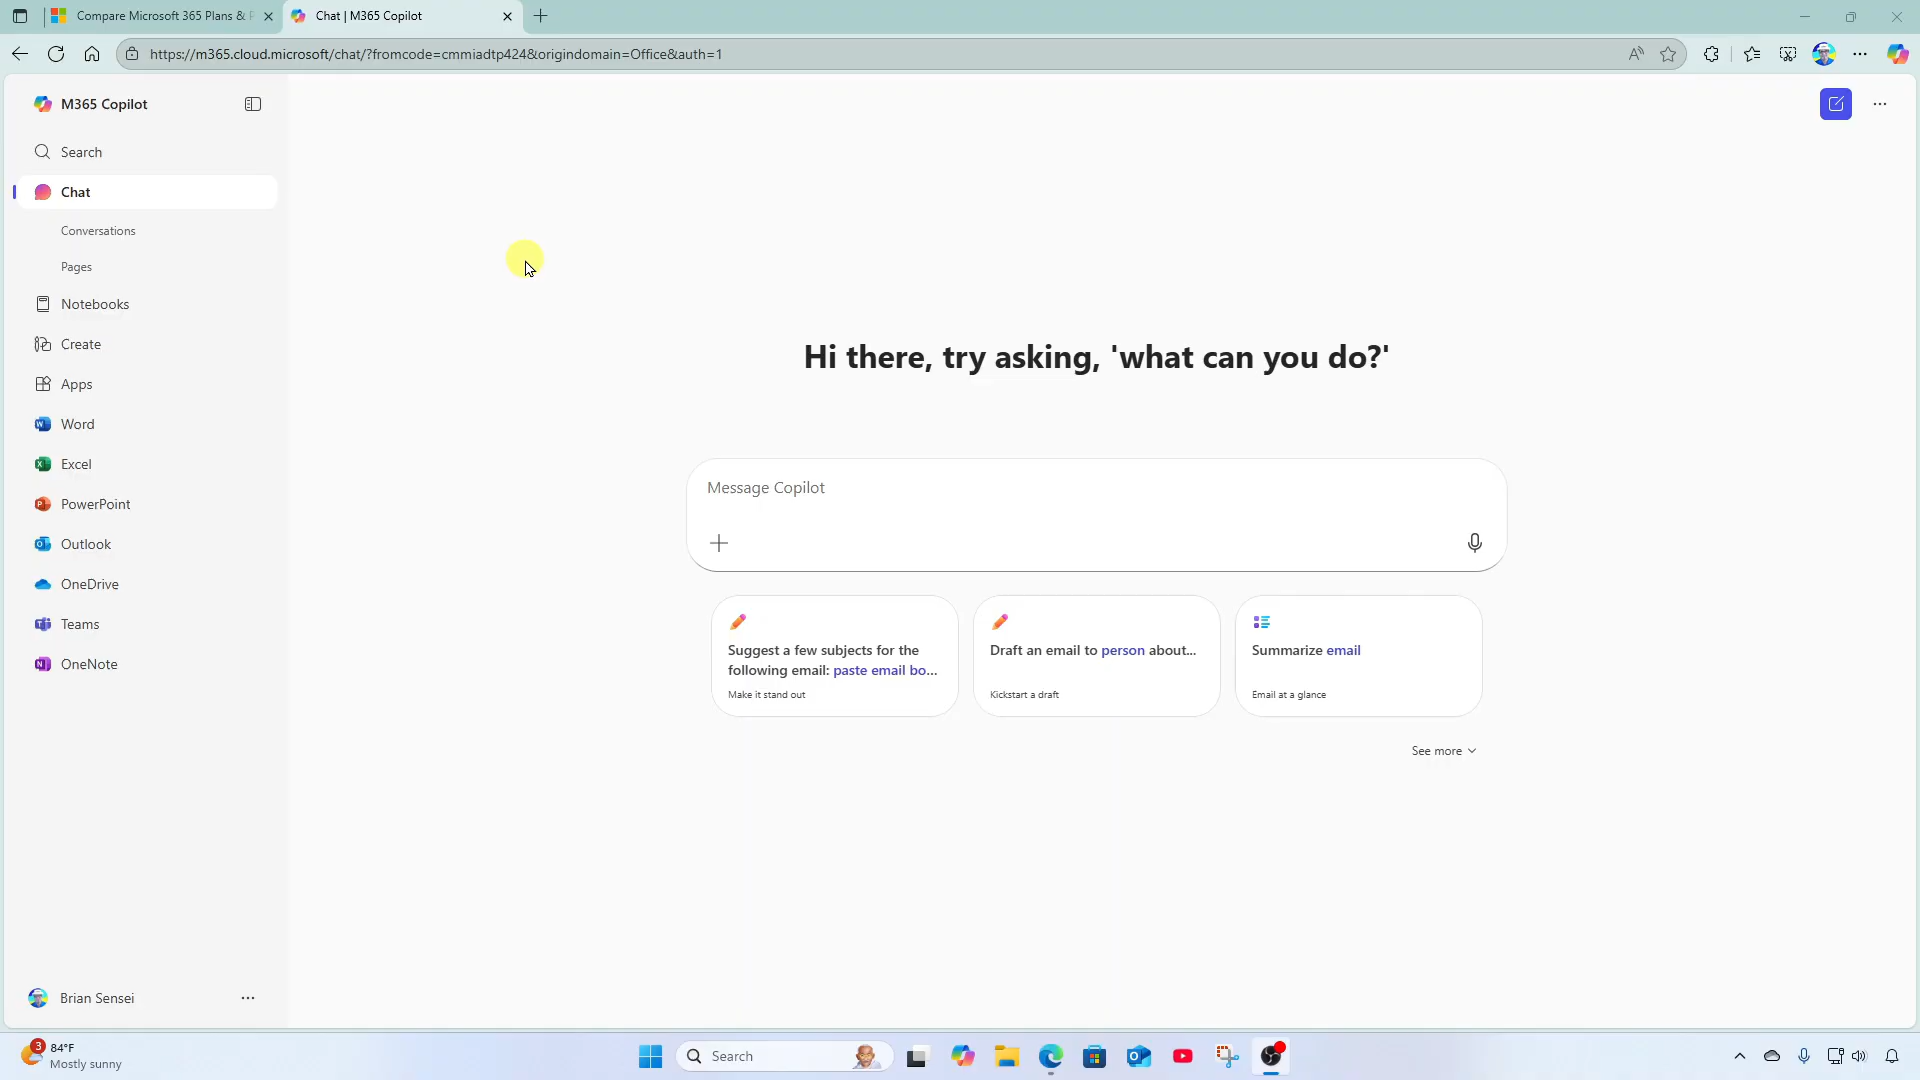 Compare Microsoft 365 Plans & P
Chat | M365 Copilot
https://m365.cloud.microsoft/chat/?fromcode=cmmiadtp424&origindomain=Office&auth=1
M365 Copilot
Search
Chat
Conversations
Pages
Notebooks
Create
Apps
Word
Excel
PowerPoint
Outlook
OneDrive
Teams
OneNote
Brian Sensei
Hi there, try asking, 'what can you do?'
Message Copilot
Suggest a few subjects for the
following email: paste email bo...
Make it stand out
Draft an email to person about...
Kickstart a draft
Summarize email
Email at a glance
See more
3
84°F
Mostly sunny
Search